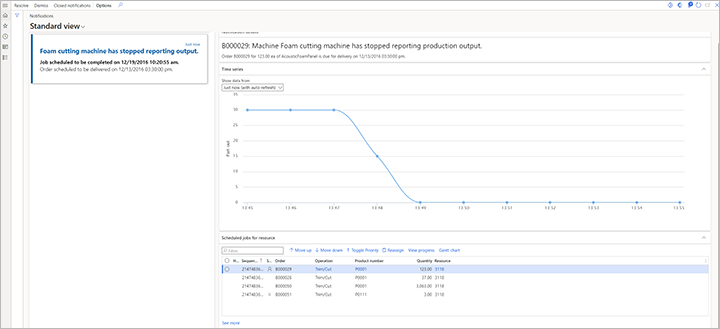 Resolve Dismiss Closed notifications Options
Notifications
Standard view
Just now
Foam cutting machine has stopped reporting output.
Job scheduled to be completed on 12/19/2016 10:20:55 am.
Order scheduled to be delivered on 12/13/2016 03:30:00 pm.
B000029: Machine Foam cutting machine has stopped reporting production output.
Order B000029 for 123.00 ea of AcousticFoamPanel is due for delivery on 12/13/2016 03:30:00 pm.
Time series
Show data from:
Just now (with auto-refresh)
35
30
25
20
15
10
5
0
Part out
13:45 13:46 13:47 13:48 13:49 13:50 13:51 13:52 13:53 13:54 13:55
Scheduled jobs for resource
Filter Move up Move down Toggle Priority Reassign View progress Gantt chart
Sequenc... Order Operation Product number Quantity Resource
21474836... B000029 Trim/Cut P0001 123.00 3118
21474836... Trim/Cut P0001 37.00 3118
21474836... B000050 Trim/Cut P0001 3,063.00 3118
21474836... B000051 Trim/Cut P0111 3.00 3118
See more